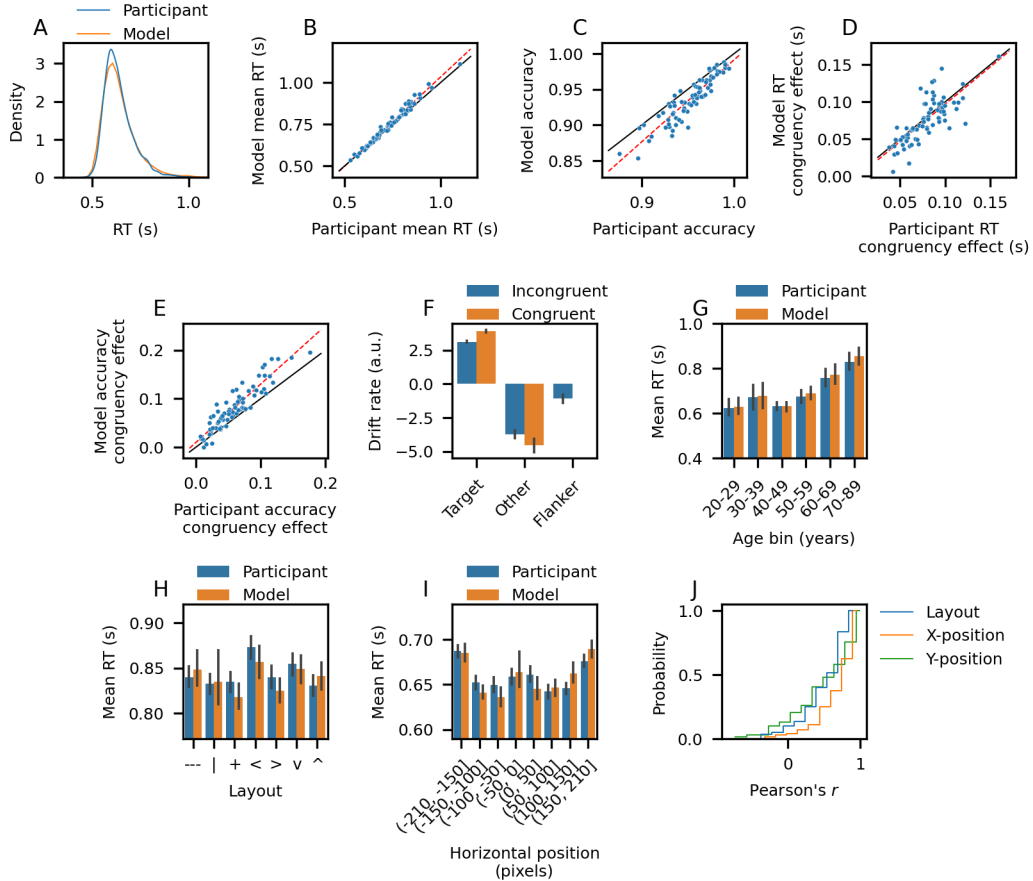 A
Participant
Model
Density
3
2
1
0
0.5
1.0
RT (s)
B
Model mean RT (s)
1.00
0.75
0.50
0.5
1.0
Participant mean RT (s)
C
Model accuracy
1.00
0.95
0.90
0.85
0.9
1.0
Participant accuracy
D
Model RT
congruency effect (s)
0.15
0.10
0.05
0.00
0.05
0.10
0.15
Participant RT
congruency effect (s)
E
Model accuracy
congruency effect
0.2
0.1
0.0
0.0
0.1
0.2
Participant accuracy
congruency effect
F
Incongruent
Congruent
Drift rate (a.u.)
2.5
0.0
−2.5
−5.0
Target
Other
Flanker
G
Participant
Model
Mean RT (s)
1.0
0.8
0.6
0.4
20-29
30-39
40-49
50-59
60-69
70-89
Age bin (years)
H
Participant
Model
Mean RT (s)
0.90
0.85
0.80
--- | + < > v ^
Layout
I
Participant
Model
Mean RT (s)
0.70
0.65
0.60
(-210, -150]
(-150, -100]
(-100, -50]
(-50, 0]
(0, 50]
(50, 100]
(100, 150]
(150, 210]
Horizontal position
(pixels)
J
Layout
X-position
Y-position
Probability
1.0
0.5
0.0
0
1
Pearson's r